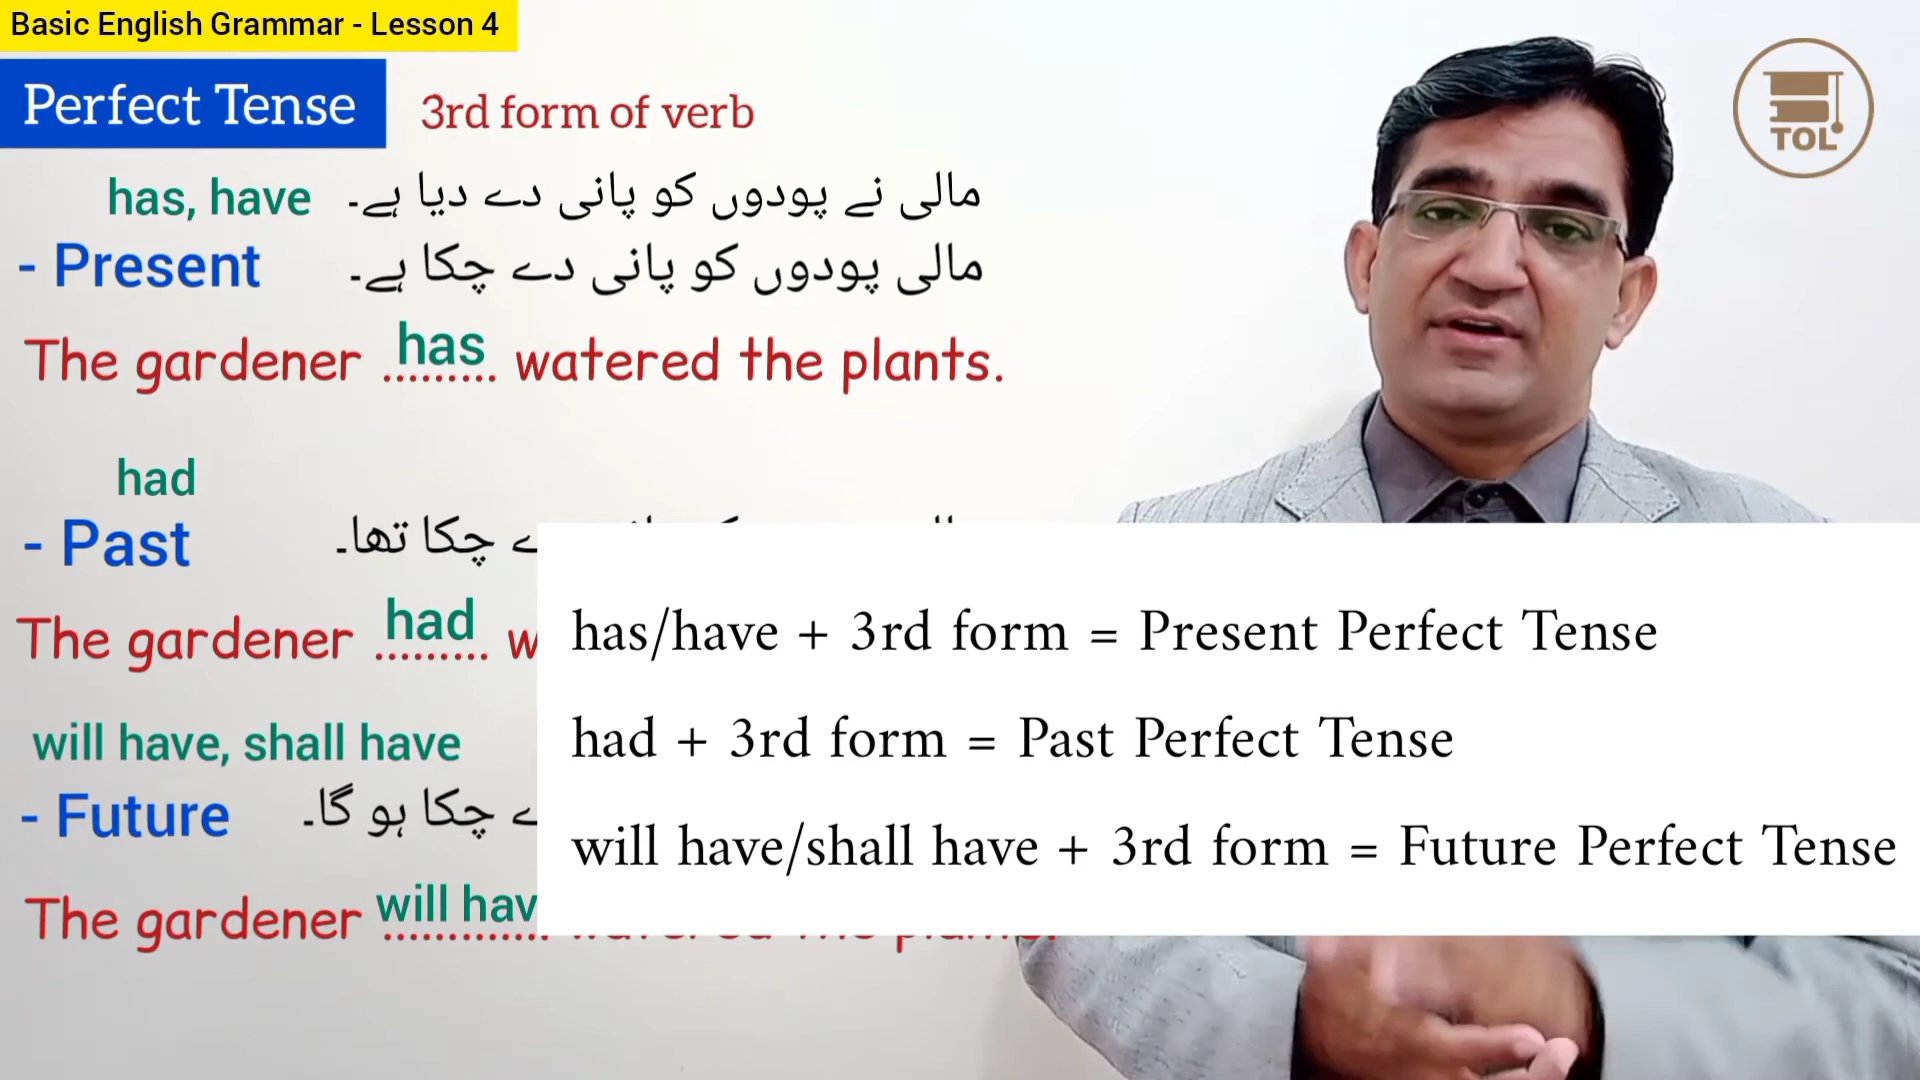 Basic English Grammar - Lesson 4
Perfect Tense
3rd form of verb
TOL
has, have
مالی نے پودوں کو پانی دے دیا ہے۔
- Present
مالی پودوں کو پانی دے چکا ہے۔
The gardener has watered the plants.
had
- Past
چکا تھا۔
The gardener had w
has/have + 3rd form = Present Perfect Tense
had + 3rd form = Past Perfect Tense
will have, shall have
- Future
چکا ہو گا۔
will have/shall have + 3rd form = Future Perfect Tense
The gardener will hav